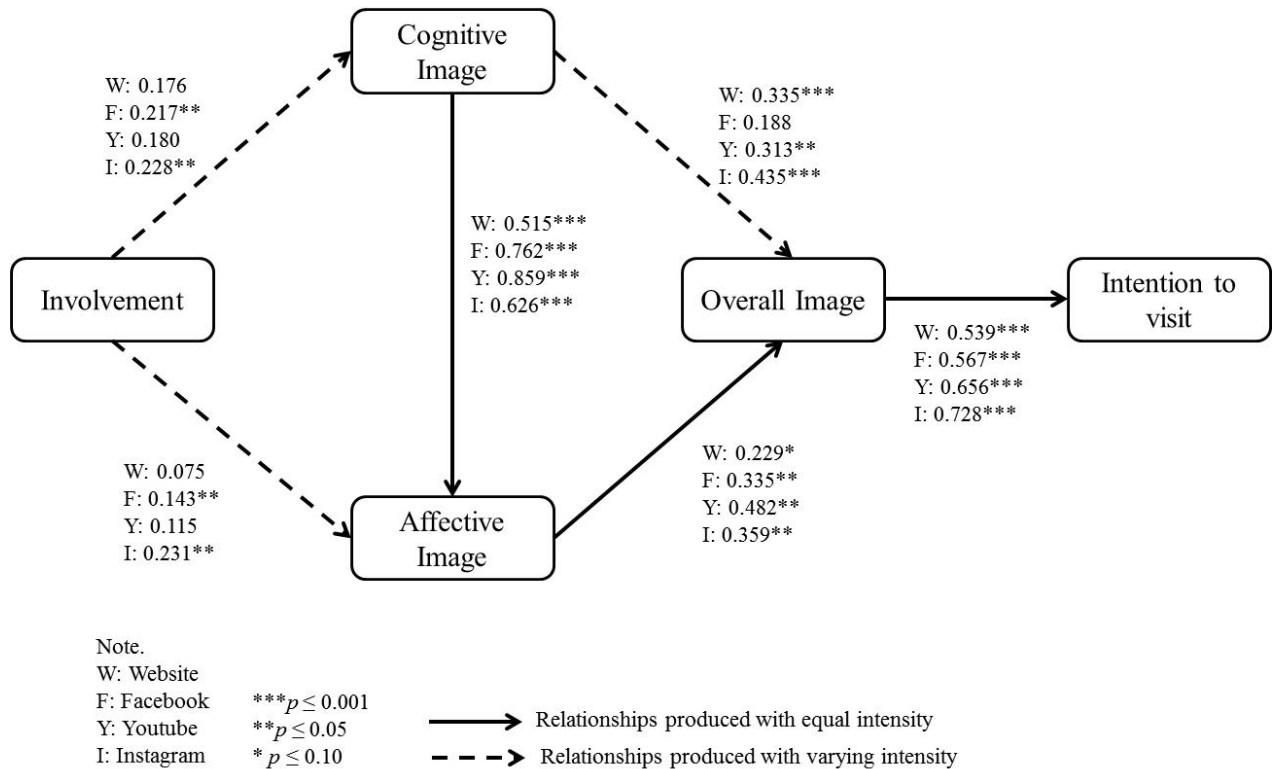 Cognitive
Image
W: 0.176
F: 0.217**
Y: 0.180
I: 0.228**
W: 0.335***
F: 0.188
Y: 0.313**
I: 0.435***
W: 0.515***
F: 0.762***
Y: 0.859***
I: 0.626***
Involvement
Overall Image
Intention to
visit
W: 0.539***
F: 0.567***
Y: 0.656***
I: 0.728***
W: 0.075
F: 0.143**
Y: 0.115
I: 0.231**
Affective
Image
W: 0.229*
F: 0.335**
Y: 0.482**
I: 0.359**
Note.
W: Website
F: Facebook ***p ≤ 0.001
Y: Youtube **p ≤ 0.05
I: Instagram * p ≤ 0.10
Relationships produced with equal intensity
Relationships produced with varying intensity